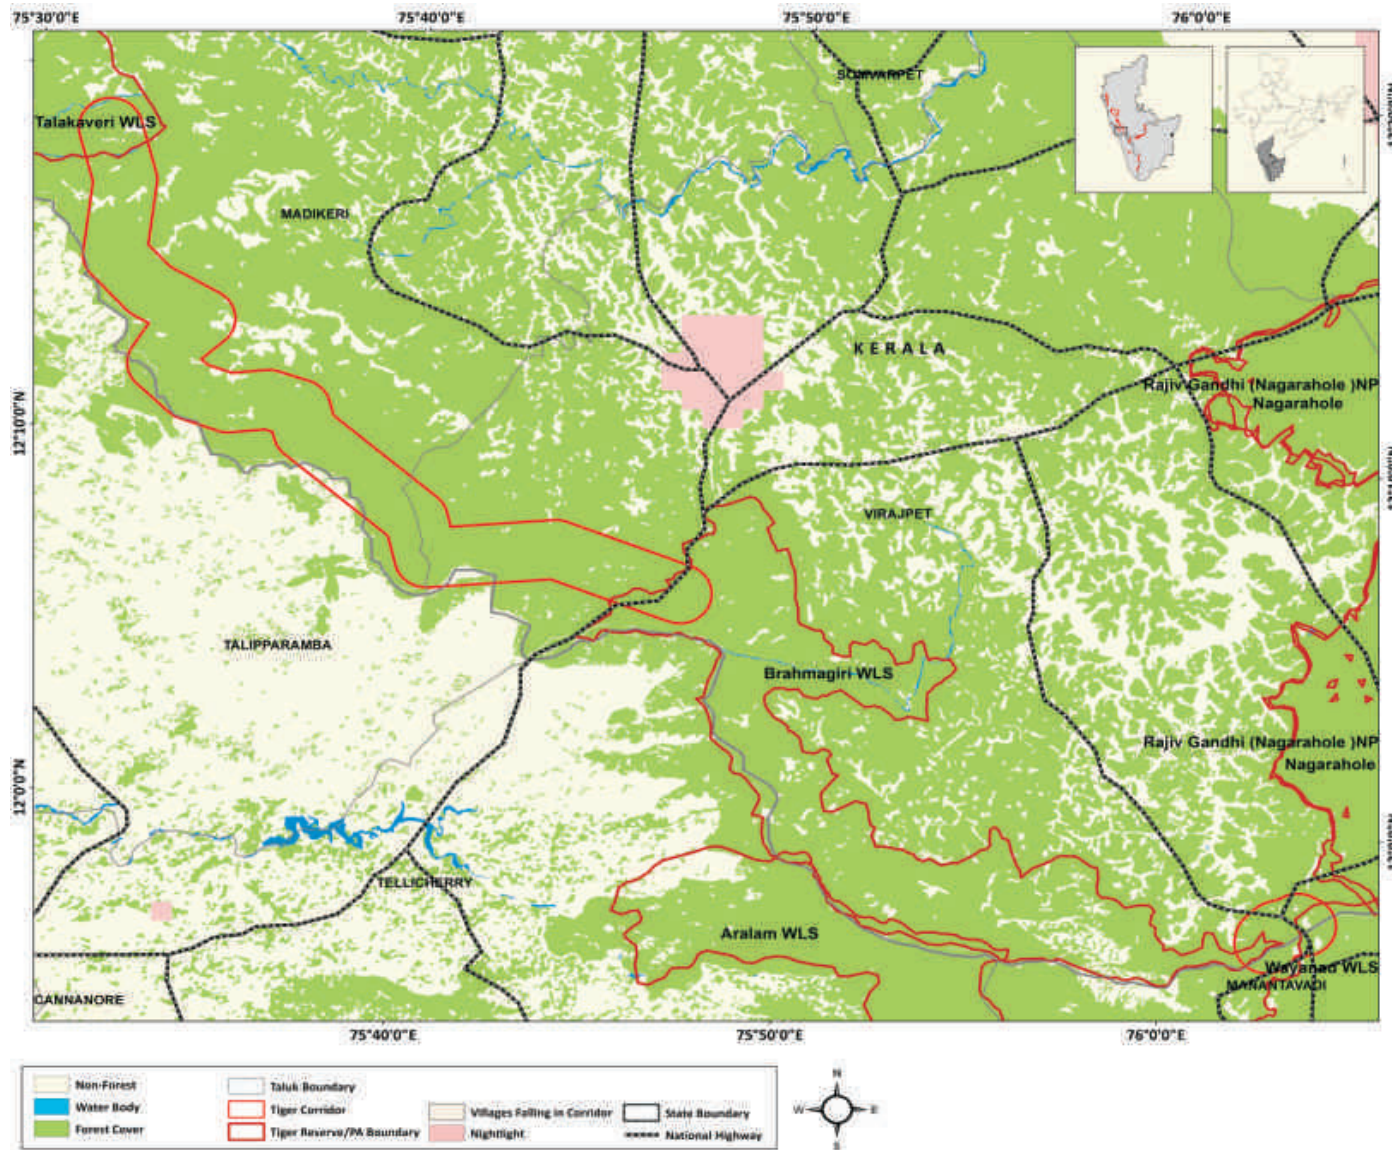 75°30'0"E 75°40'0"E 75°50'0"E 76°0'0"E
SOMVARPET
Talakaveri WLS
MADIKERI
KERALA
Rajiv Gandhi (Nagarahole )NP
Nagarahole
12°10'0"N
VIRAJPET
TALIPPARAMBA
Brahmagiri WLS
Rajiv Gandhi (Nagarahole )NP
Nagarahole
12°0'0"N
TELLICHERRY
Aralam WLS
Wayanad WLS
MANANTAVADI
CANNANORE
75°40'0"E 75°50'0"E 76°0'0"E
Non-Forest
Water Body
Forest Cover
Taluk Boundary
Tiger Corridor
Tiger Reserve/PA Boundary
Villages Falling in Corridor
Nightlight
State Boundary
National Highway
N
W E
S